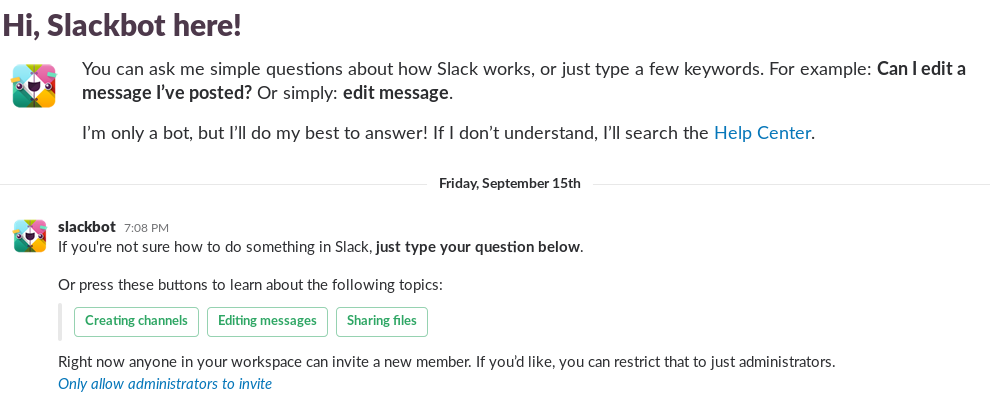 Hi, Slackbot here!
You can ask me simple questions about how Slack works, or just type a few keywords. For example: Can I edit a
message I’ve posted? Or simply: edit message.
I’m only a bot, but I’ll do my best to answer! If I don’t understand, I’ll search the Help Center.
Friday, September 15th
slackbot 7:08 PM
If you're not sure how to do something in Slack, just type your question below.
Or press these buttons to learn about the following topics:
Creating channels Editing messages Sharing files
Right now anyone in your workspace can invite a new member. If you’d like, you can restrict that to just administrators.
Only allow administrators to invite